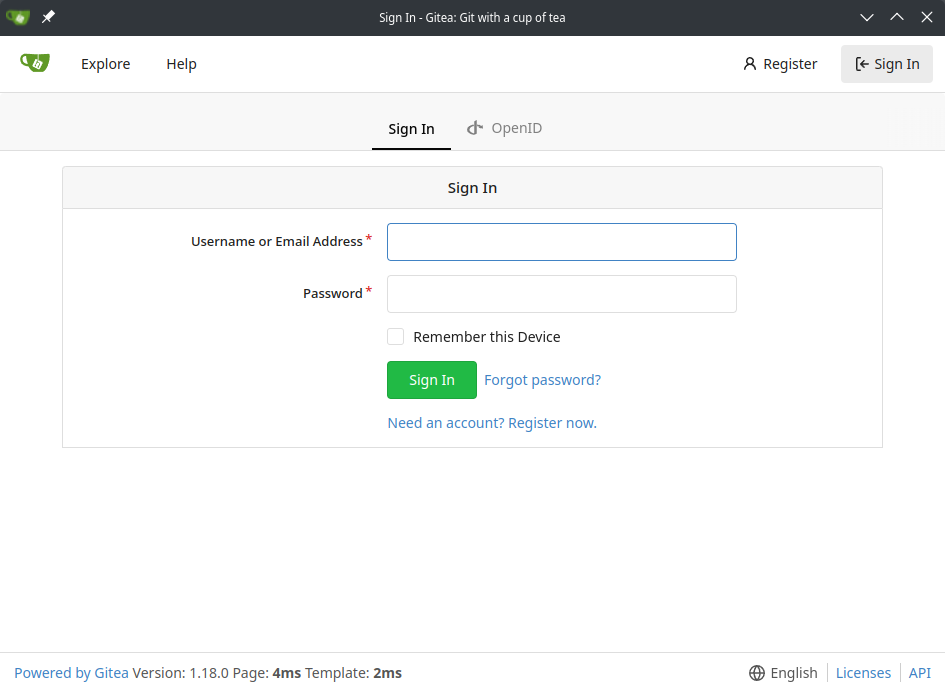 Sign In - Gitea: Git with a cup of tea
Explore Help Register Sign In
Sign In OpenID
Sign In
Username or Email Address *
Password *
Remember this Device
Sign In Forgot password?
Need an account? Register now.
Powered by Gitea Version: 1.18.0 Page: 4ms Template: 2ms English Licenses API